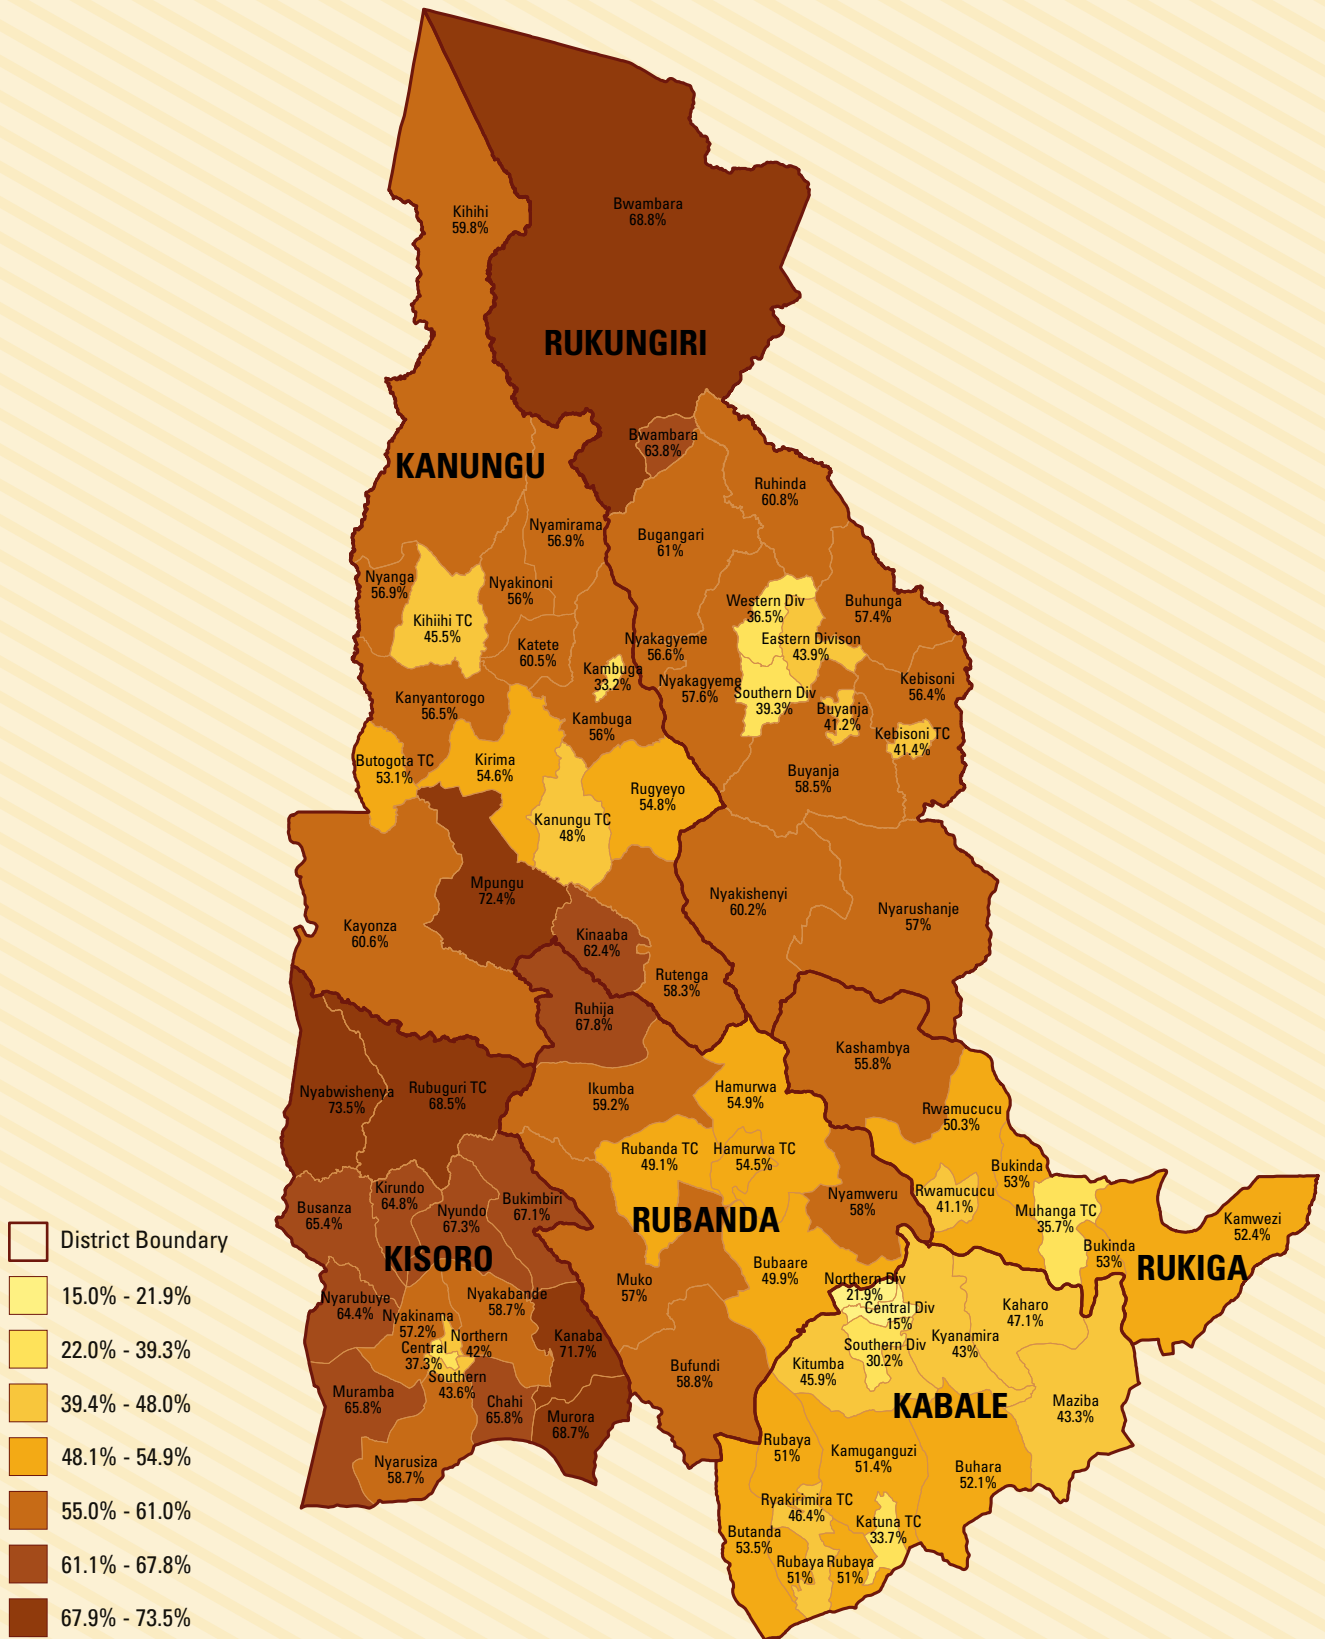 Kihihi
59.8%
Bwambara
68.8%
RUKUNGIRI
Bwambara
63.8%
KANUNGU
Ruhinda
60.8%
Nyamirama
56.9%
Bugangari
61%
Nyanga
56.9%
Nyakinoni
56%
Western Div
36.5%
Buhunga
57.4%
Kihiihi TC
45.5%
Eastern Divison
43.9%
Katete
60.5%
Nyakagyeme
56.6%
Kambuga
33.2%
Nyakagyeme
57.6%
Kebisoni
56.4%
Southern Div
39.3%
Kanyantorogo
56.5%
Buyanja
41.2%
Kambuga
56%
Kebisoni TC
41.4%
Butogota TC
53.1%
Kirima
54.6%
Buyanja
58.5%
Rugyeyo
54.8%
Kanungu TC
48%
Mpungu
72.4%
Nyakishenyi
60.2%
Nyarushanje
57%
Kayonza
60.6%
Kinaaba
62.4%
Rutenga
58.3%
Ruhija
67.8%
Kashambya
55.8%
Nyabwishenya
73.5%
Rubuguri TC
68.5%
Ikumba
59.2%
Hamurwa
54.9%
Rwamucucu
50.3%
Rubanda TC
49.1%
Hamurwa TC
54.5%
Bukinda
53%
Kirundo
64.8%
Busanza
65.4%
Bukimbiri
67.1%
Nyamweru
58%
Rwamucucu
41.1%
Nyundo
67.3%
Muhanga TC
35.7%
RUBANDA
Kamwezi
52.4%
KISORO
Bukinda
53%
RUKIGA
Bubaare
49.9%
Muko
57%
Northern Div
21.9%
Nyarubuye
64.4%
Nyakabande
58.7%
Central Div
15%
Kaharo
47.1%
Nyakinama
57.2%
Northern
42%
Kanaba
71.7%
Kyanamira
43%
Central
37.3%
Southern Div
30.2%
Kitumba
45.9%
Bufundi
58.8%
Southern
43.6%
Muramba
65.8%
Chahi
65.8%
KABALE
Maziba
43.3%
Murora
68.7%
Rubaya
51%
Kamuganguzi
51.4%
Nyarusiza
58.7%
Buhara
52.1%
Ryakirimira TC
46.4%
Katuna TC
33.7%
Butanda
53.5%
Rubaya
51%
Rubaya
51%
District Boundary
15.0% - 21.9%
22.0% - 39.3%
39.4% - 48.0%
48.1% - 54.9%
55.0% - 61.0%
61.1% - 67.8%
67.9% - 73.5%